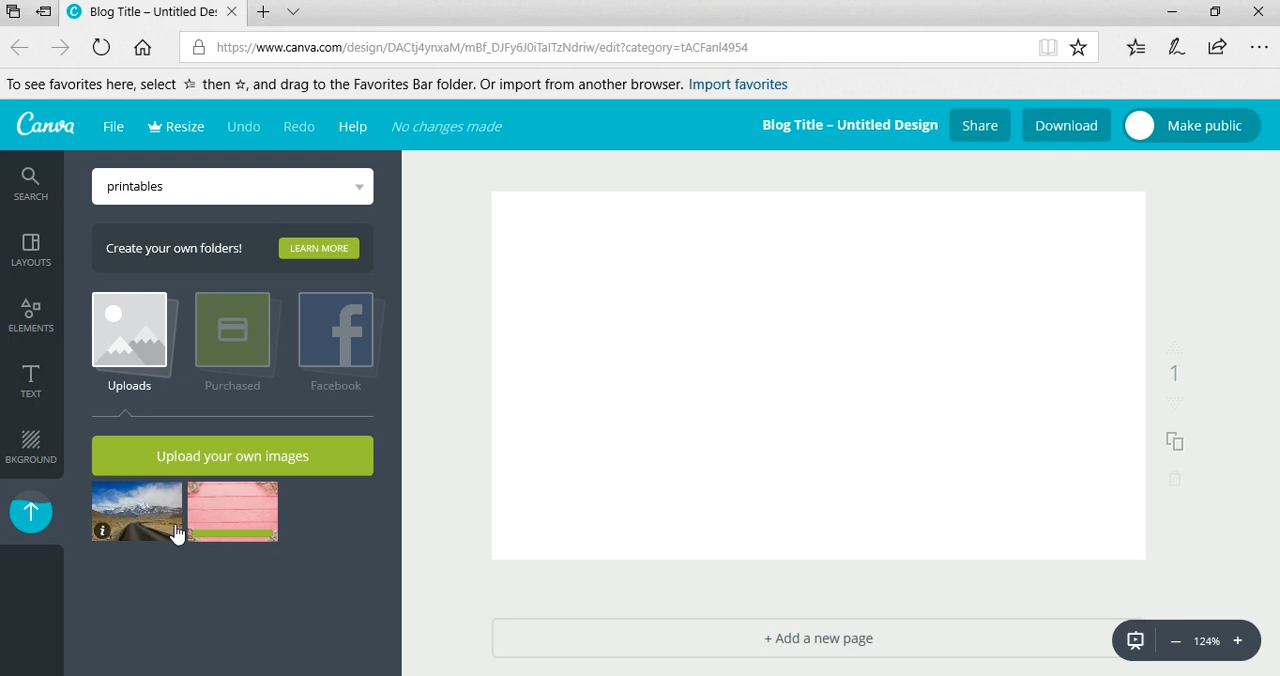 Blog Title – Untitled De:
https://www.canva.com/design/DACtj4ynxaM/mBf_DJFy6J0iTaITzNdriw/edit?category=tACFanl4954
To see favorites here, select ☆ then ☆, and drag to the Favorites Bar folder. Or import from another browser. Import favorites
Canva File Resize Undo Redo Help No changes made Blog Title – Untitled Design Share Download Make public
SEARCH
printables
LAYOUTS
Create your own folders! LEARN MORE
ELEMENTS
f
Uploads Purchased Facebook
TEXT
BKGROUND
Upload your own images
i
1
+ Add a new page
– 124% +